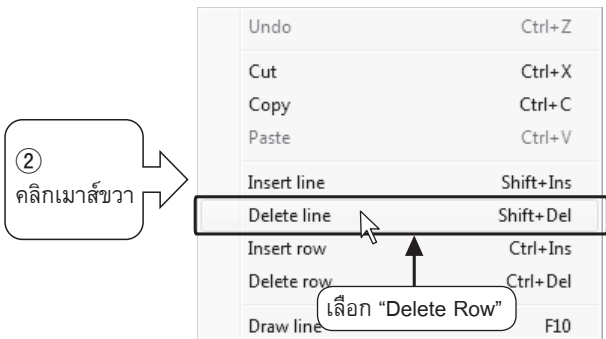 Undo Ctrl+Z
Cut Ctrl+X
Copy Ctrl+C
Paste Ctrl+V
②
คลิกเมาส์ขวา
Insert line Shift+Ins
Delete line Shift+Del
Insert row Ctrl+Ins
Delete row Ctrl+Del
เลือก “Delete Row”
Draw line F10